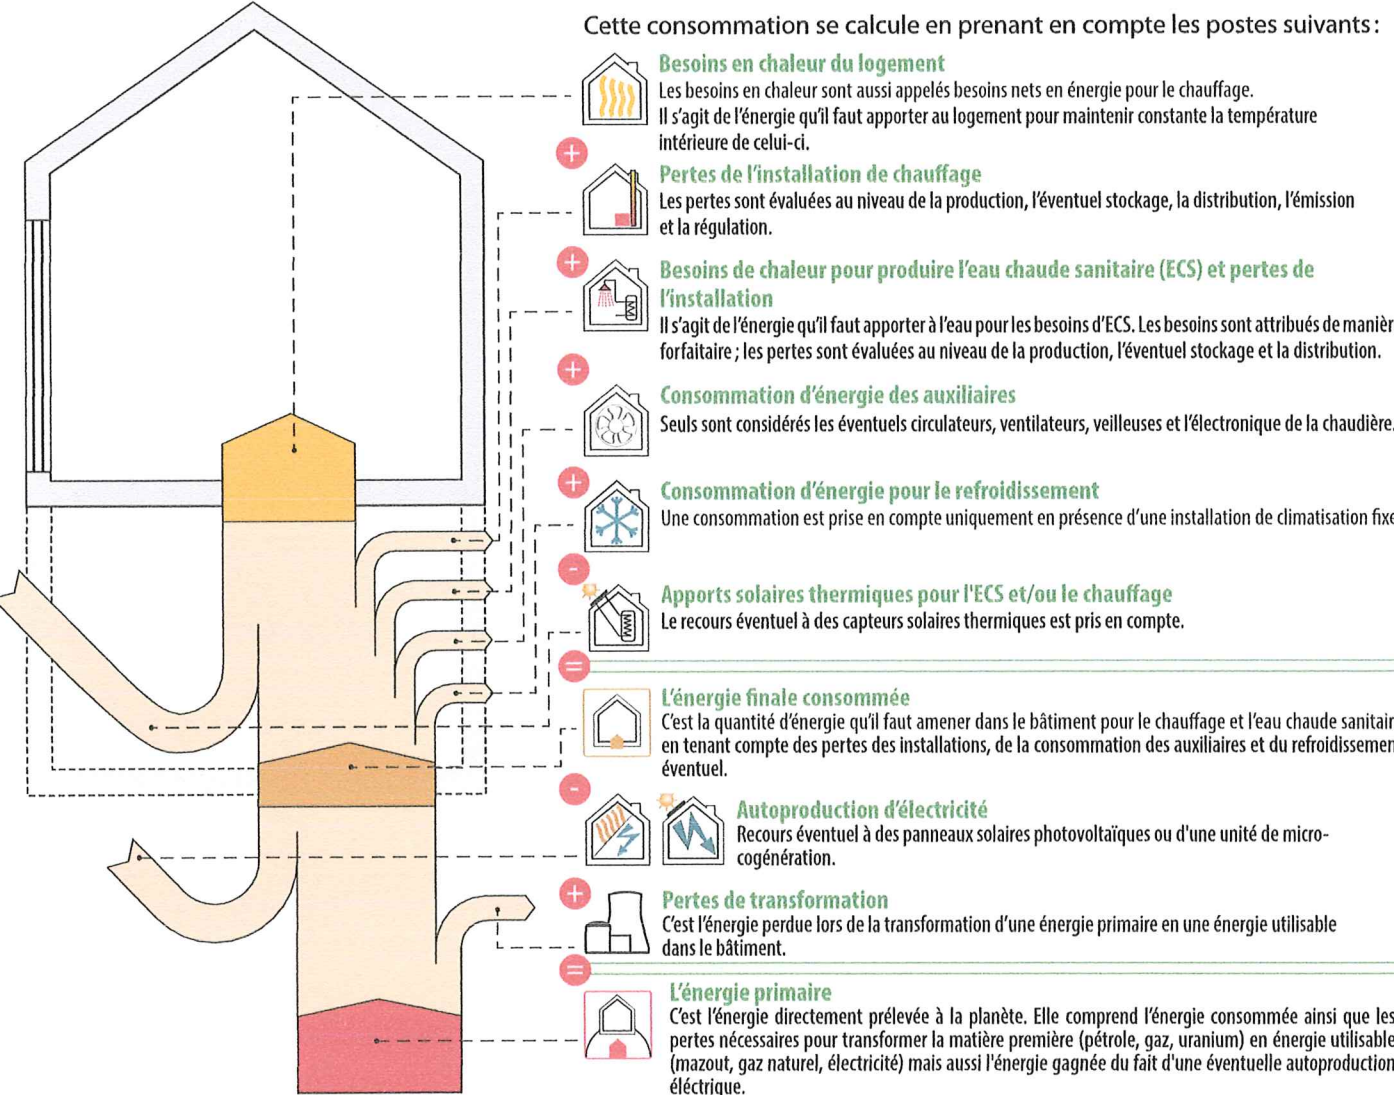 Cette consommation se calcule en prenant en compte les postes suivants :
Besoins en chaleur du logement
Les besoins en chaleur sont aussi appelés besoins nets en énergie pour le chauffage.
Il s'agit de l'énergie qu'il faut apporter au logement pour maintenir constante la température
intérieure de celui-ci.
+
Pertes de l'installation de chauffage
Les pertes sont évaluées au niveau de la production, l'éventuel stockage, la distribution, l'émission
et la régulation.
+
Besoins de chaleur pour produire l'eau chaude sanitaire (ECS) et pertes de
l'installation
Il s'agit de l'énergie qu'il faut apporter à l'eau pour les besoins d'ECS. Les besoins sont attribués de manièr
forfaitaire ; les pertes sont évaluées au niveau de la production, l'éventuel stockage et la distribution.
+
Consommation d'énergie des auxiliaires
Seuls sont considérés les éventuels circulateurs, ventilateurs, veilleuses et l'électronique de la chaudière.
+
Consommation d'énergie pour le refroidissement
Une consommation est prise en compte uniquement en présence d'une installation de climatisation fixe
-
Apports solaires thermiques pour l'ECS et/ou le chauffage
Le recours éventuel à des capteurs solaires thermiques est pris en compte.
=
L'énergie finale consommée
C'est la quantité d'énergie qu'il faut amener dans le bâtiment pour le chauffage et l'eau chaude sanitair
en tenant compte des pertes des installations, de la consommation des auxiliaires et du refroidissemen
éventuel.
-
Autoproduction d'électricité
Recours éventuel à des panneaux solaires photovoltaïques ou d'une unité de micro-
cogénération.
+
Pertes de transformation
C'est l'énergie perdue lors de la transformation d'une énergie primaire en une énergie utilisable
dans le bâtiment.
=
L'énergie primaire
C'est l'énergie directement prélevée à la planète. Elle comprend l'énergie consommée ainsi que les
pertes nécessaires pour transformer la matière première (pétrole, gaz, uranium) en énergie utilisable
(mazout, gaz naturel, électricité) mais aussi l'énergie gagnée du fait d'une éventuelle autoproduction
éléctrique.